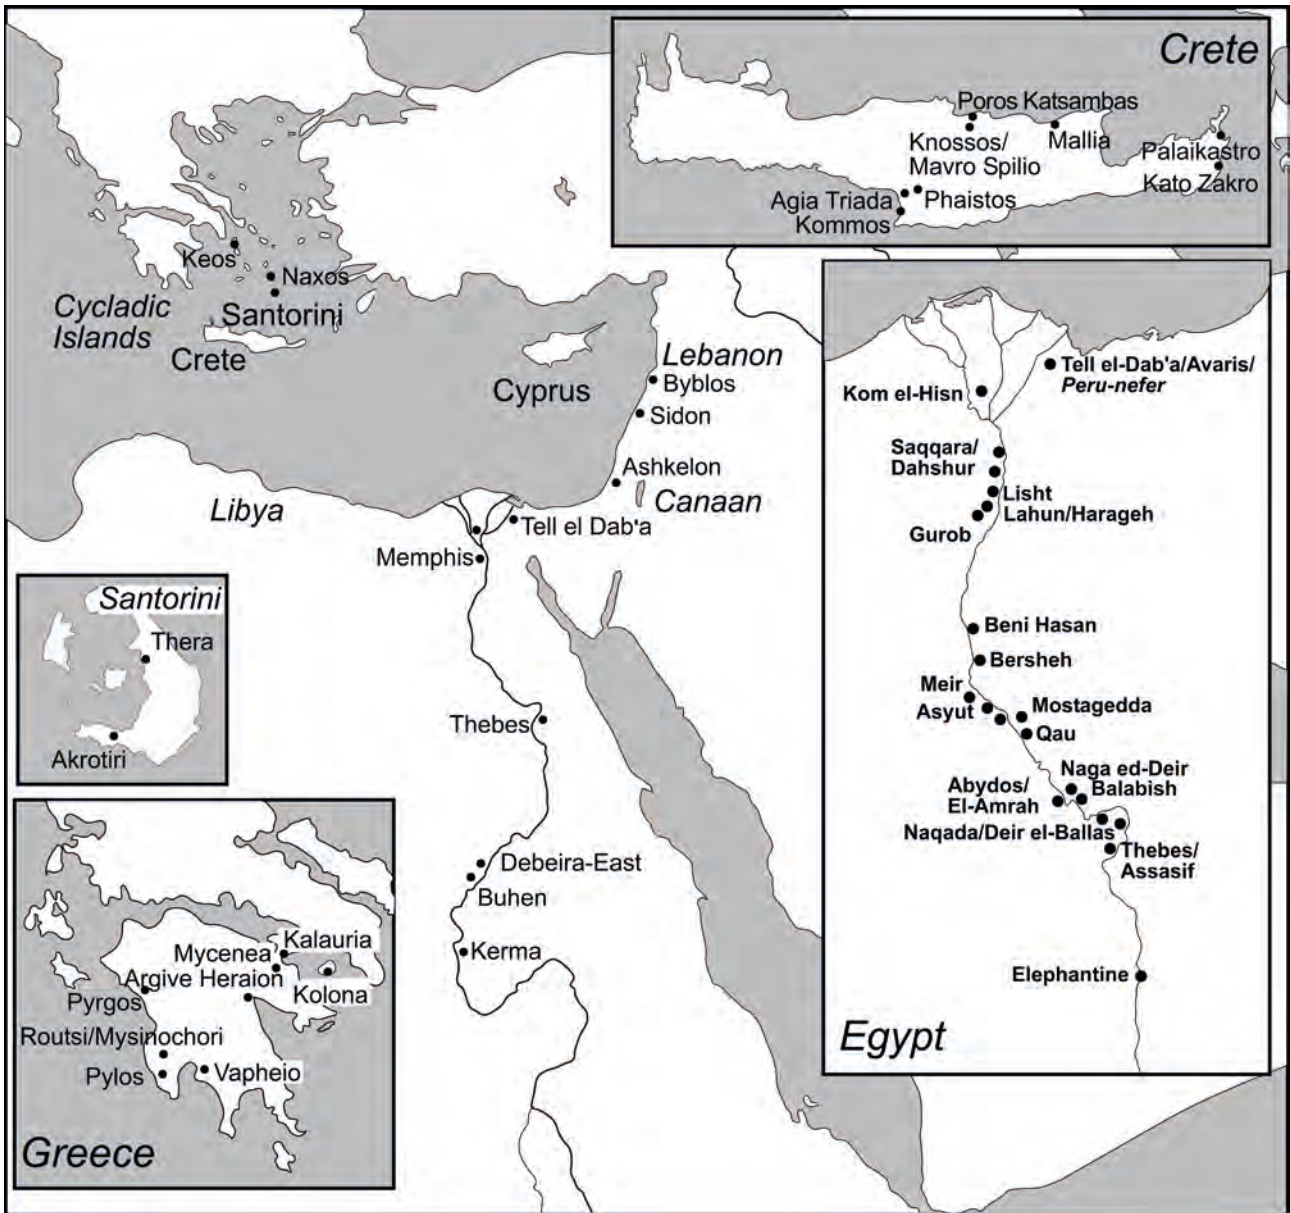 Crete
Poros Katsambas
Knossos/
Mavro Spilio
Mallia
Palaikastro
Kato Zakro
Agia Triada
Phaistos
Kommos
Keos
Naxos
Santorini
Cycladic
Islands
Crete
Cyprus
Lebanon
Byblos
Sidon
Ashkelon
Canaan
Libya
Tell el Dab'a
Memphis
Thebes
Debeira-East
Buhen
Kerma
Santorini
Thera
Akrotiri
Kalauria
Mycenea
Argive Heraion
Kolona
Pyrgos
Routsi/Mysinochori
Pylos
Vapheio
Greece
Tell el-Dab'a/Avaris/
Peru-nefer
Kom el-Hisn
Saqqara/
Dahshur
Lisht
Lahun/Harageh
Gurob
Beni Hasan
Bersheh
Meir
Asyut
Mostagedda
Qau
Naga ed-Deir
Balabish
Abydos/
El-Amrah
Naqada/Deir el-Ballas
Thebes/
Assasif
Elephantine
Egypt